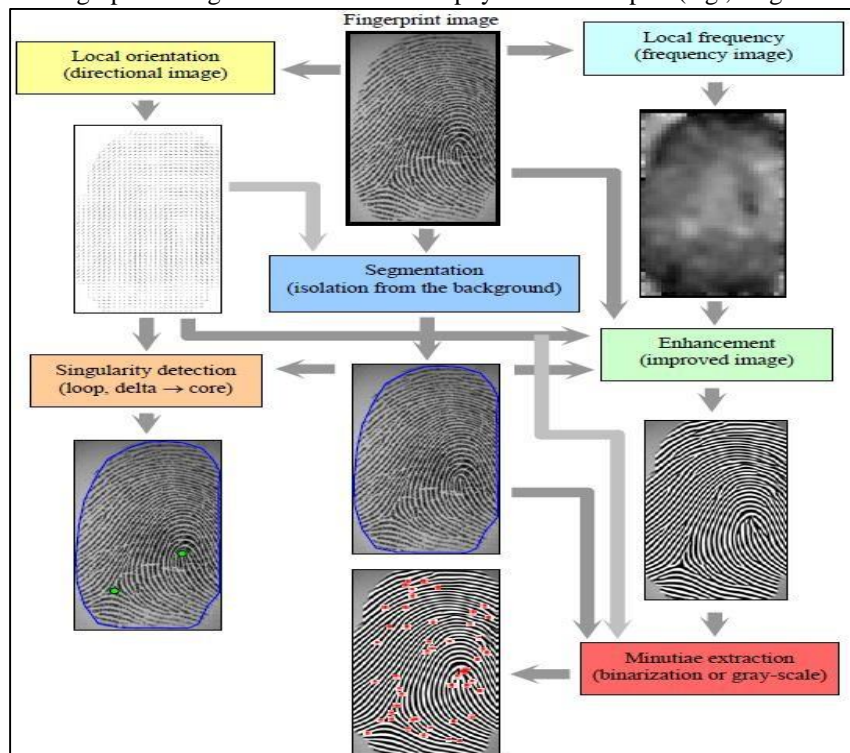 Fingerprint image
Local orientation
(directional image)
Local frequency
(frequency image)
Segmentation
(isolation from the background)
Singularity detection
(loop, delta → core)
Enhancement
(improved image)
Minutiae extraction
(binarization or gray-scale)